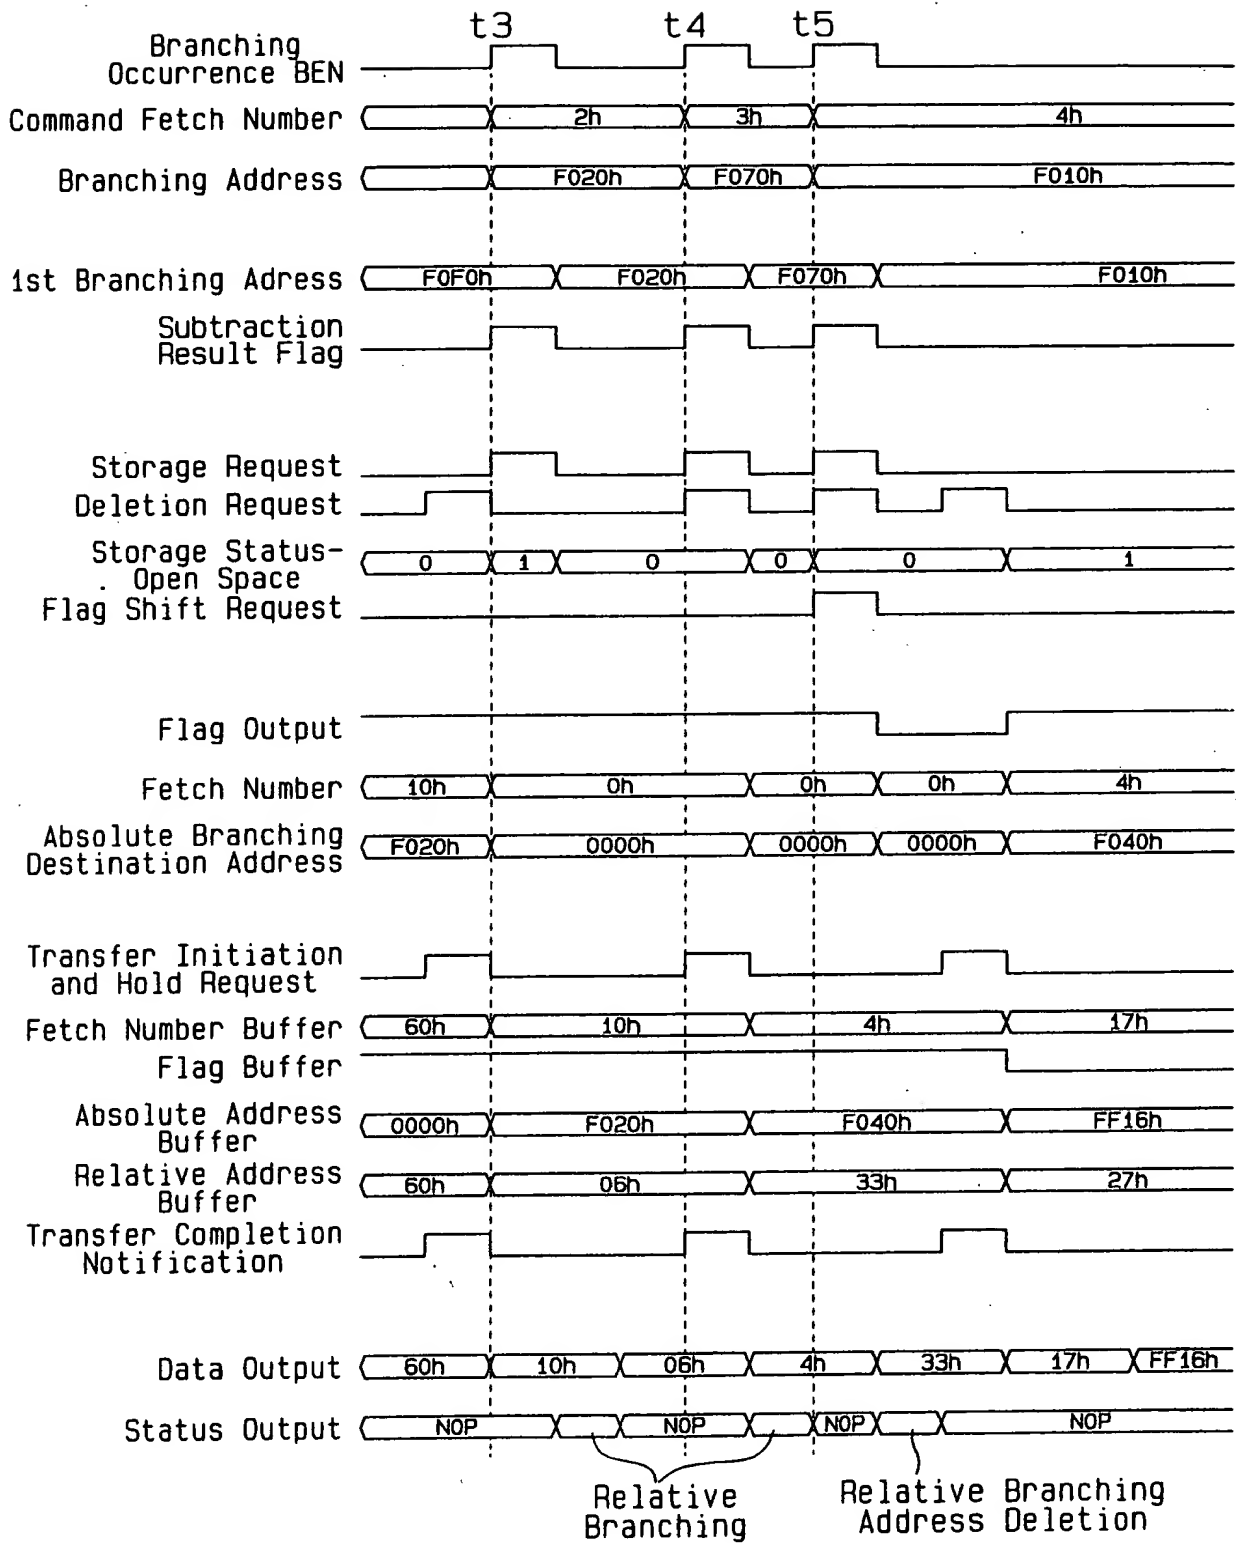 t3 t4 t5
Branching
Occurrence BEN
Command Fetch Number 2h 3h 4h
Branching Address F020h F070h F010h
1st Branching Adress F0F0h F020h F070h F010h
Subtraction
Result Flag
Storage Request
Deletion Request
Storage Status-
Open Space 0 1 0 0 0 1
Flag Shift Request
Flag Output
Fetch Number 10h 0h 0h 0h 4h
Absolute Branching
Destination Address F020h 0000h 0000h 0000h F040h
Transfer Initiation
and Hold Request
Fetch Number Buffer 60h 10h 4h 17h
Flag Buffer
Absolute Address
Buffer 0000h F020h F040h FF16h
Relative Address
Buffer 60h 06h 33h 27h
Transfer Completion
Notification
Data Output 60h 10h 06h 4h 33h 17h FF16h
Status Output NOP NOP NOP NOP
Relative
Branching
Relative Branching
Address Deletion